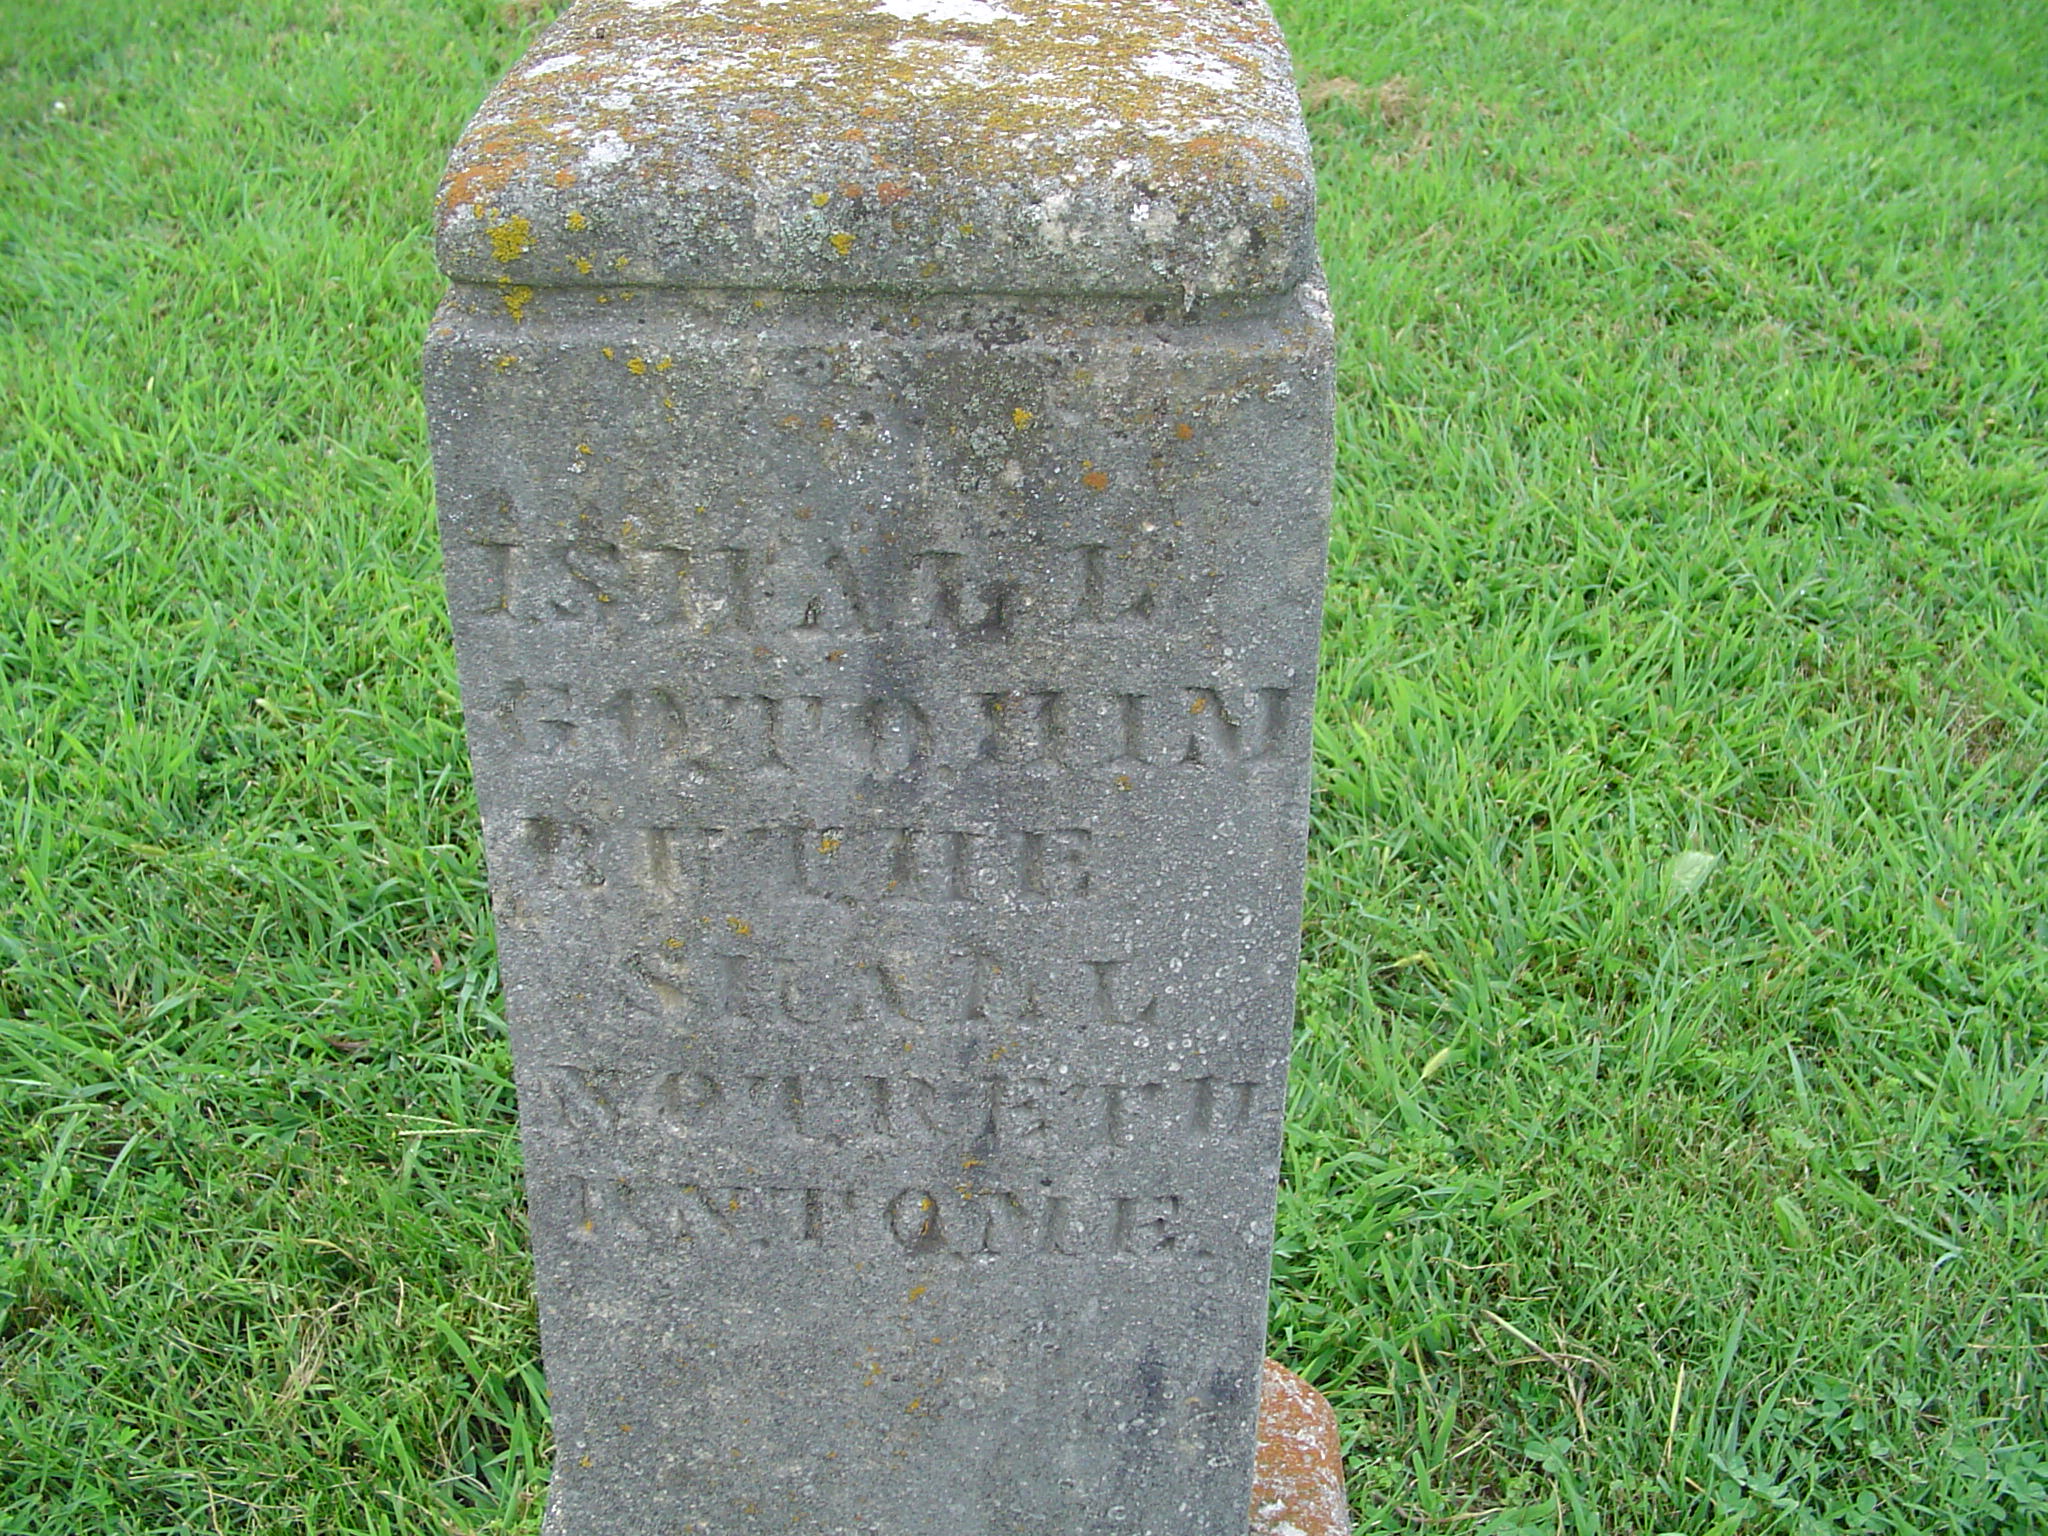 I SHALL
GO TO HIM
BUT HE
SHALL
NOT RETU
RN TO ME.